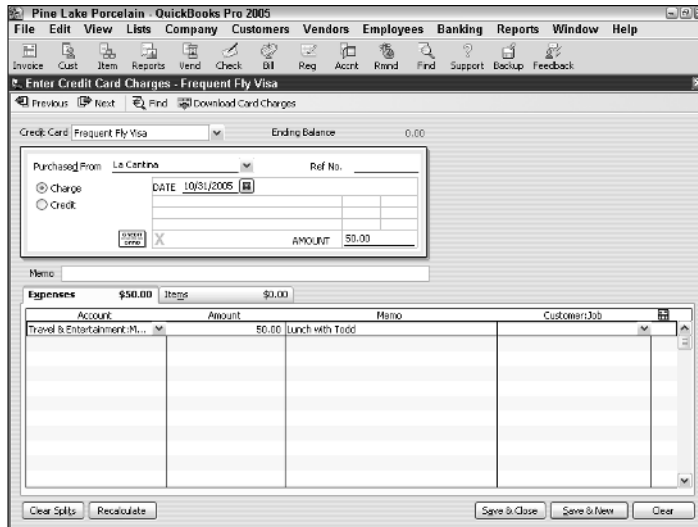 Pine Lake Porcelain - QuickBooks Pro 2005
File Edit View Lists Company Customers Vendors Employees Banking Reports Window Help
Invoice Cust Item Reports Vend Check Bill Reg Accnt Rmnd Find Support Backup Feedback
Enter Credit Card Charges - Frequent Fly Visa
Previous Next Find Download Card Charges
Credit Card Frequent Fly Visa Ending Balance 0.00
Purchased From La Cantina Ref No.
Charge DATE 10/31/2005
Credit
AMOUNT 50.00
Memo
Expenses $50.00 Items $0.00
Account Amount Memo Customer:Job
Travel & Entertainment:M... 50.00 Lunch with Todd
Clear Splits Recalculate Save & Close Save & New Clear